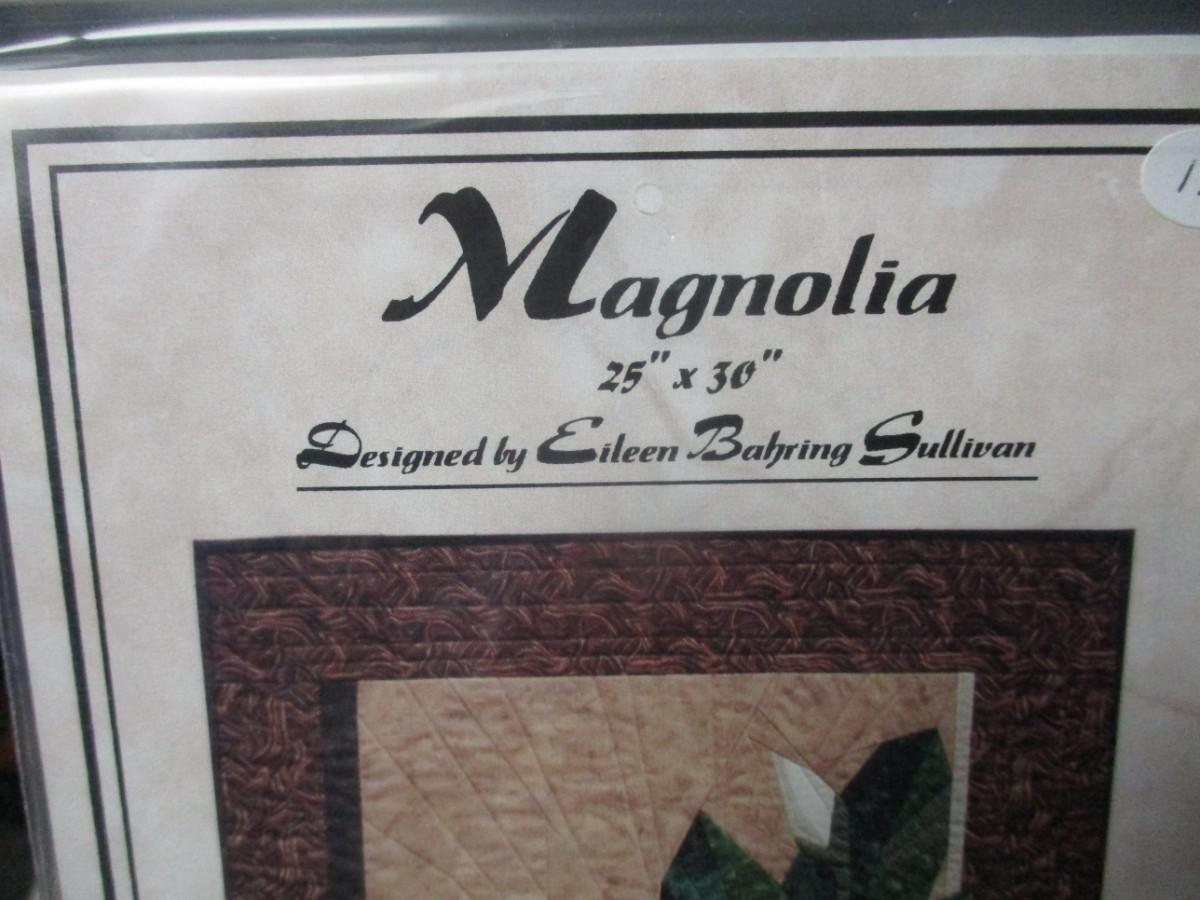 Magnolia
25" x 30"
Designed by Eileen Bahring Sullivan